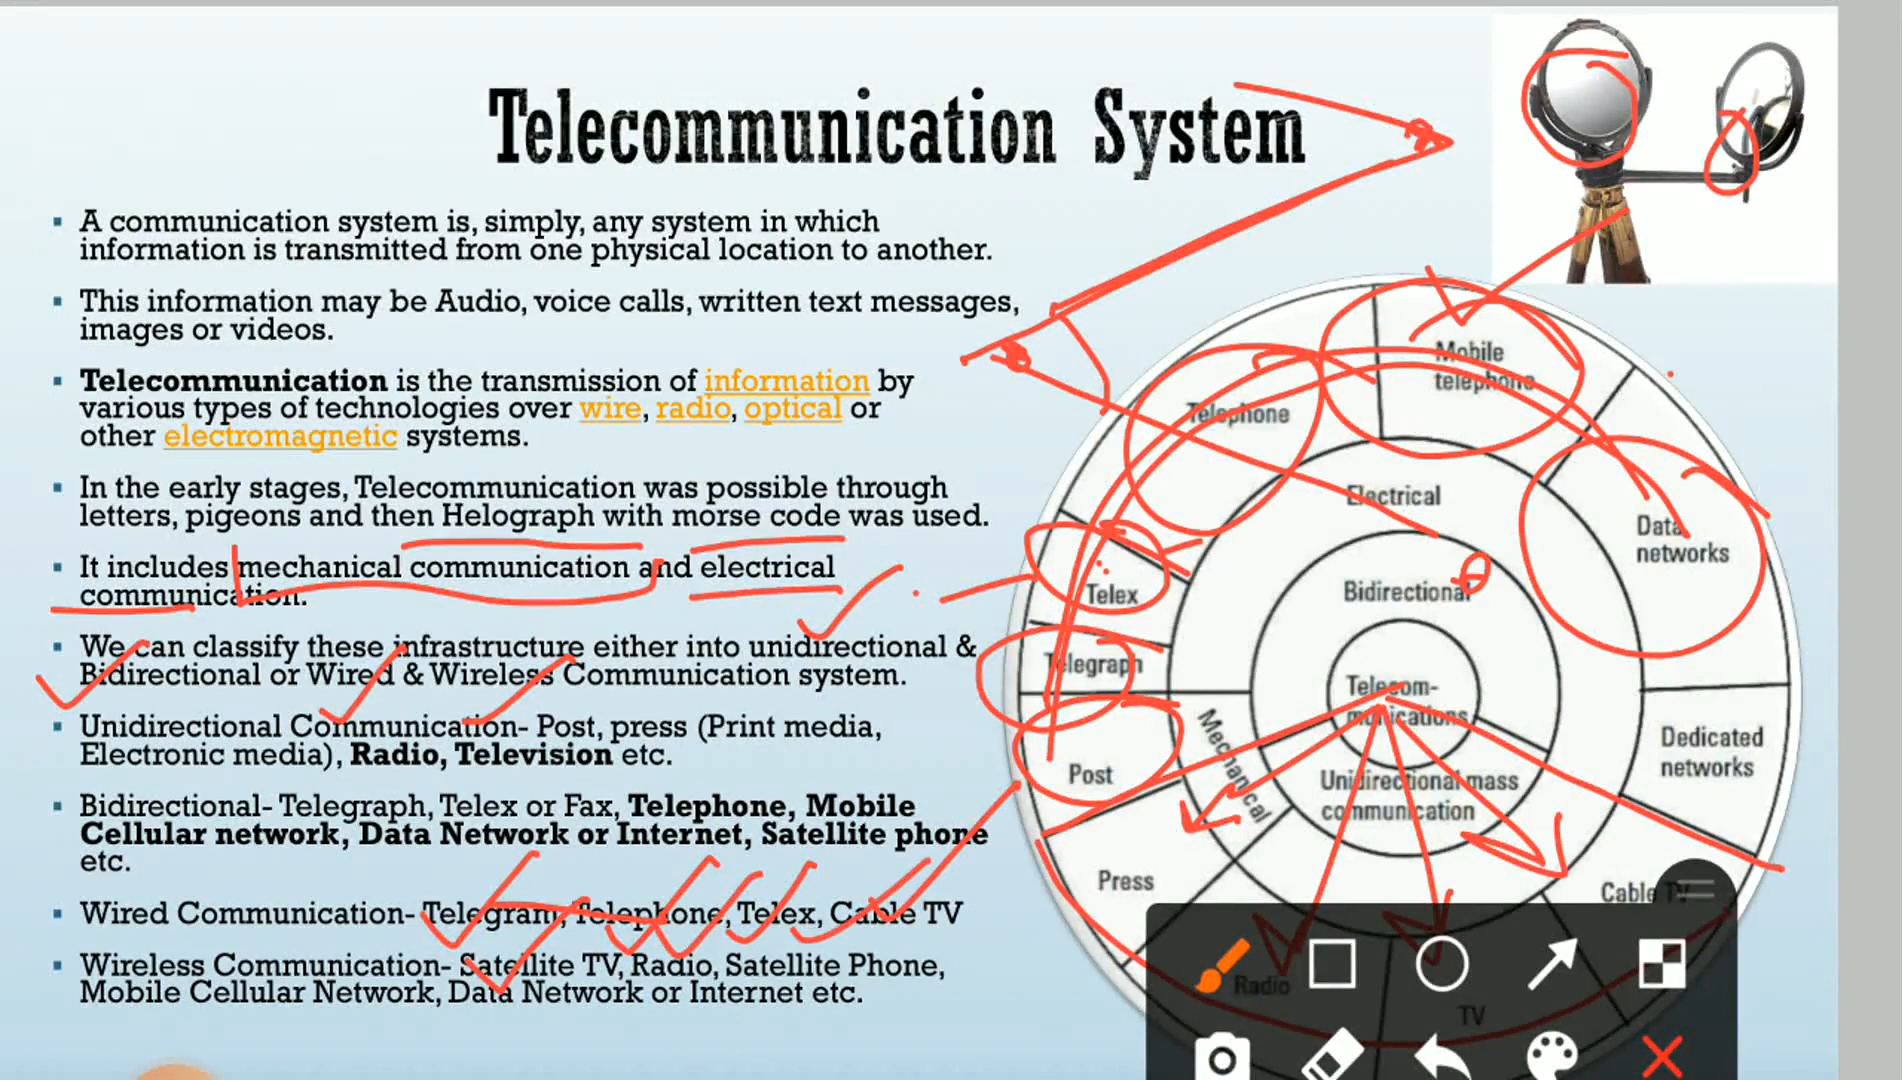 Telecommunication System
▪ A communication system is, simply, any system in which
information is transmitted from one physical location to another.
▪ This information may be Audio, voice calls, written text messages,
images or videos.
▪ Telecommunication is the transmission of information by
various types of technologies over wire, radio, optical or
other electromagnetic systems.
▪ In the early stages, Telecommunication was possible through
letters, pigeons and then Helograph with morse code was used.
▪ It includes mechanical communication and electrical
communication.
▪ We can classify these infrastructure either into unidirectional &
Bidirectional or Wired & Wireless Communication system.
▪ Unidirectional Communication- Post, press (Print media,
Electronic media), Radio, Television etc.
▪ Bidirectional- Telegraph, Telex or Fax, Telephone, Mobile
Cellular network, Data Network or Internet, Satellite phone
etc.
▪ Wired Communication- Telegram, Telephone, Telex, Cable TV
▪ Wireless Communication- Satellite TV, Radio, Satellite Phone,
Mobile Cellular Network, Data Network or Internet etc.
Mobile
telephone
Telephone
Electrical
Data
networks
Bidirectional
Telex
Telegraph
Telecom-
munications
Mechanical
Dedicated
networks
Post
Unidirectional mass
communication
Press
Cable TV
Radio
TV